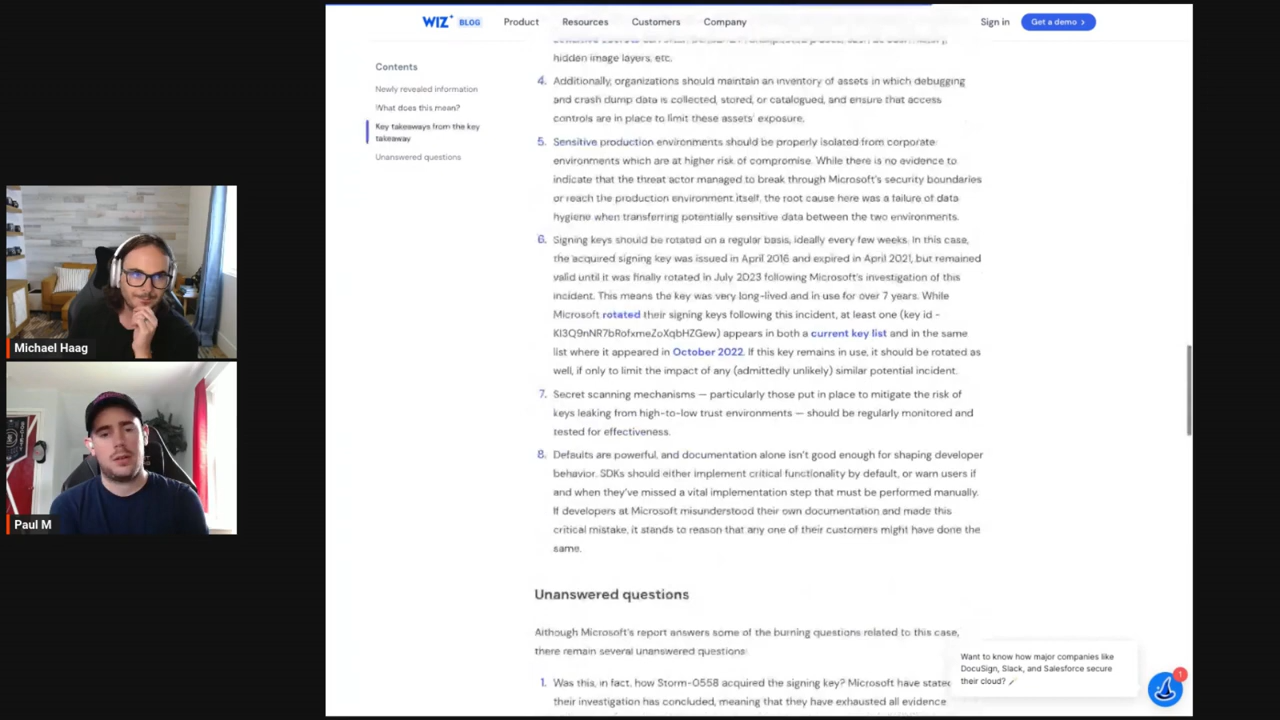 WIZ BLOG Product Resources Customers Company Sign in Get a demo
Contents
Newly revealed information
What does this mean?
Key takeaways from the key
takeaway
Unanswered questions
hidden image layers, etc.
4. Additionally, organizations should maintain an inventory of assets in which debugging
and crash dump data is collected, stored, or catalogued, and ensure that access
controls are in place to limit these assets' exposure.
5. Sensitive production environments should be properly isolated from corporate
environments which are at higher risk of compromise. While there is no evidence to
indicate that the threat actor managed to break through Microsoft's security boundaries
or reach the production environment itself, the root cause here was a failure of data
hygiene when transferring potentially sensitive data between the two environments.
6. Signing keys should be rotated on a regular basis, ideally every few weeks. In this case,
the acquired signing key was issued in April 2016 and expired in April 2021, but remained
valid until it was finally rotated in July 2023 following Microsoft's investigation of this
incident. This means the key was very long-lived and in use for over 7 years. While
Microsoft rotated their signing keys following this incident, at least one (key id -
KI3Q9nNR7bRofxmeZoXqbHZGew) appears in both a current key list and in the same
list where it appeared in October 2022. If this key remains in use, it should be rotated as
well, if only to limit the impact of any (admittedly unlikely) similar potential incident.
7. Secret scanning mechanisms — particularly those put in place to mitigate the risk of
keys leaking from high-to-low trust environments — should be regularly monitored and
tested for effectiveness.
8. Defaults are powerful, and documentation alone isn't good enough for shaping developer
behavior. SDKs should either implement critical functionality by default, or warn users if
and when they've missed a vital implementation step that must be performed manually.
If developers at Microsoft misunderstood their own documentation and made this
critical mistake, it stands to reason that any one of their customers might have done the
same.
Unanswered questions
Although Microsoft's report answers some of the burning questions related to this case,
there remain several unanswered questions:
1. Was this, in fact, how Storm-0558 acquired the signing key? Microsoft have stated
their investigation has concluded, meaning that they have exhausted all evidence
Want to know how major companies like
DocuSign, Slack, and Salesforce secure
their cloud?
1
Michael Haag
Paul M